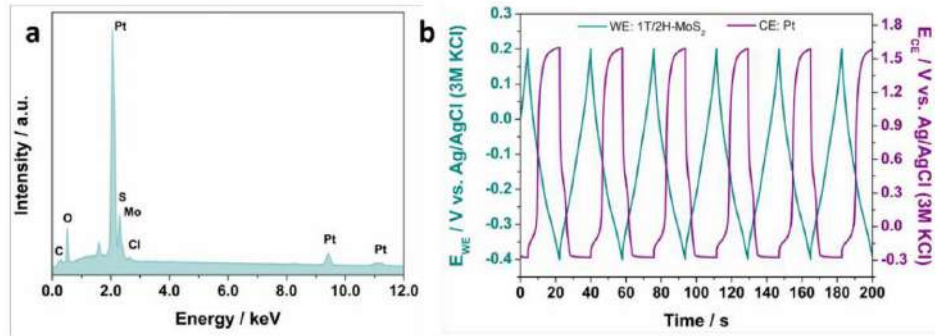 a
Intensity / a.u.
Pt
S
Mo
Cl
O
C
Pt
Pt
0.0 2.0 4.0 6.0 8.0 10.0 12.0
Energy / keV
b
WE: 1T/2H-MoS₂ CE: Pt
E_WE / V vs. Ag/AgCl (3M KCl)
0.3
0.2
0.1
0.0
-0.1
-0.2
-0.3
-0.4
1.8
1.5
1.2
0.9
0.6
0.3
0.0
-0.3
E_CE / V vs. Ag/AgCl (3M KCl)
0 20 40 60 80 100 120 140 160 180 200
Time / s